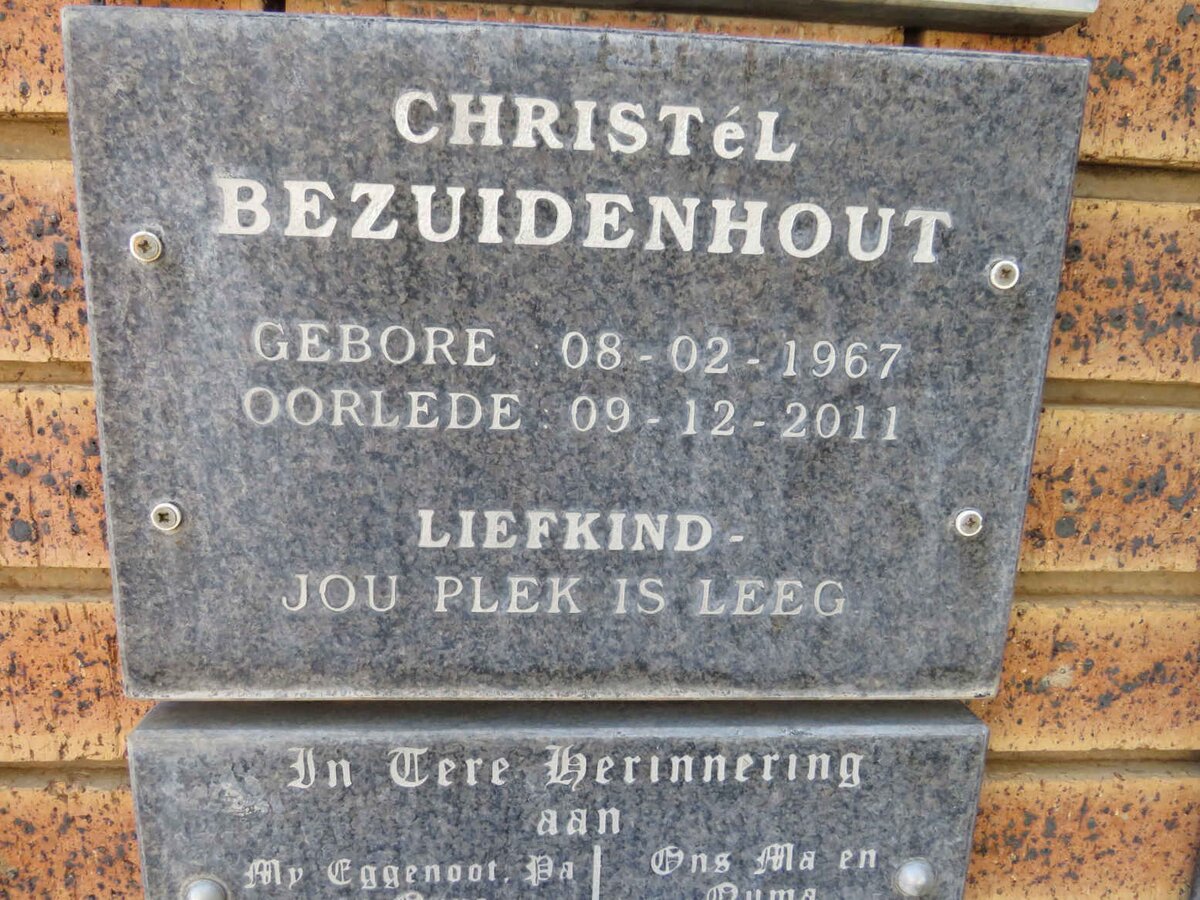 CHRISTéL
BEZUIDENHOUT
GEBORE : 08 - 02 - 1967
OORLEDE : 09 - 12 - 2011
LIEFKIND -
JOU PLEK IS LEEG
In Tere Herinnering
aan
My Eggenoot, Pa
Ons Ma en
Ouma